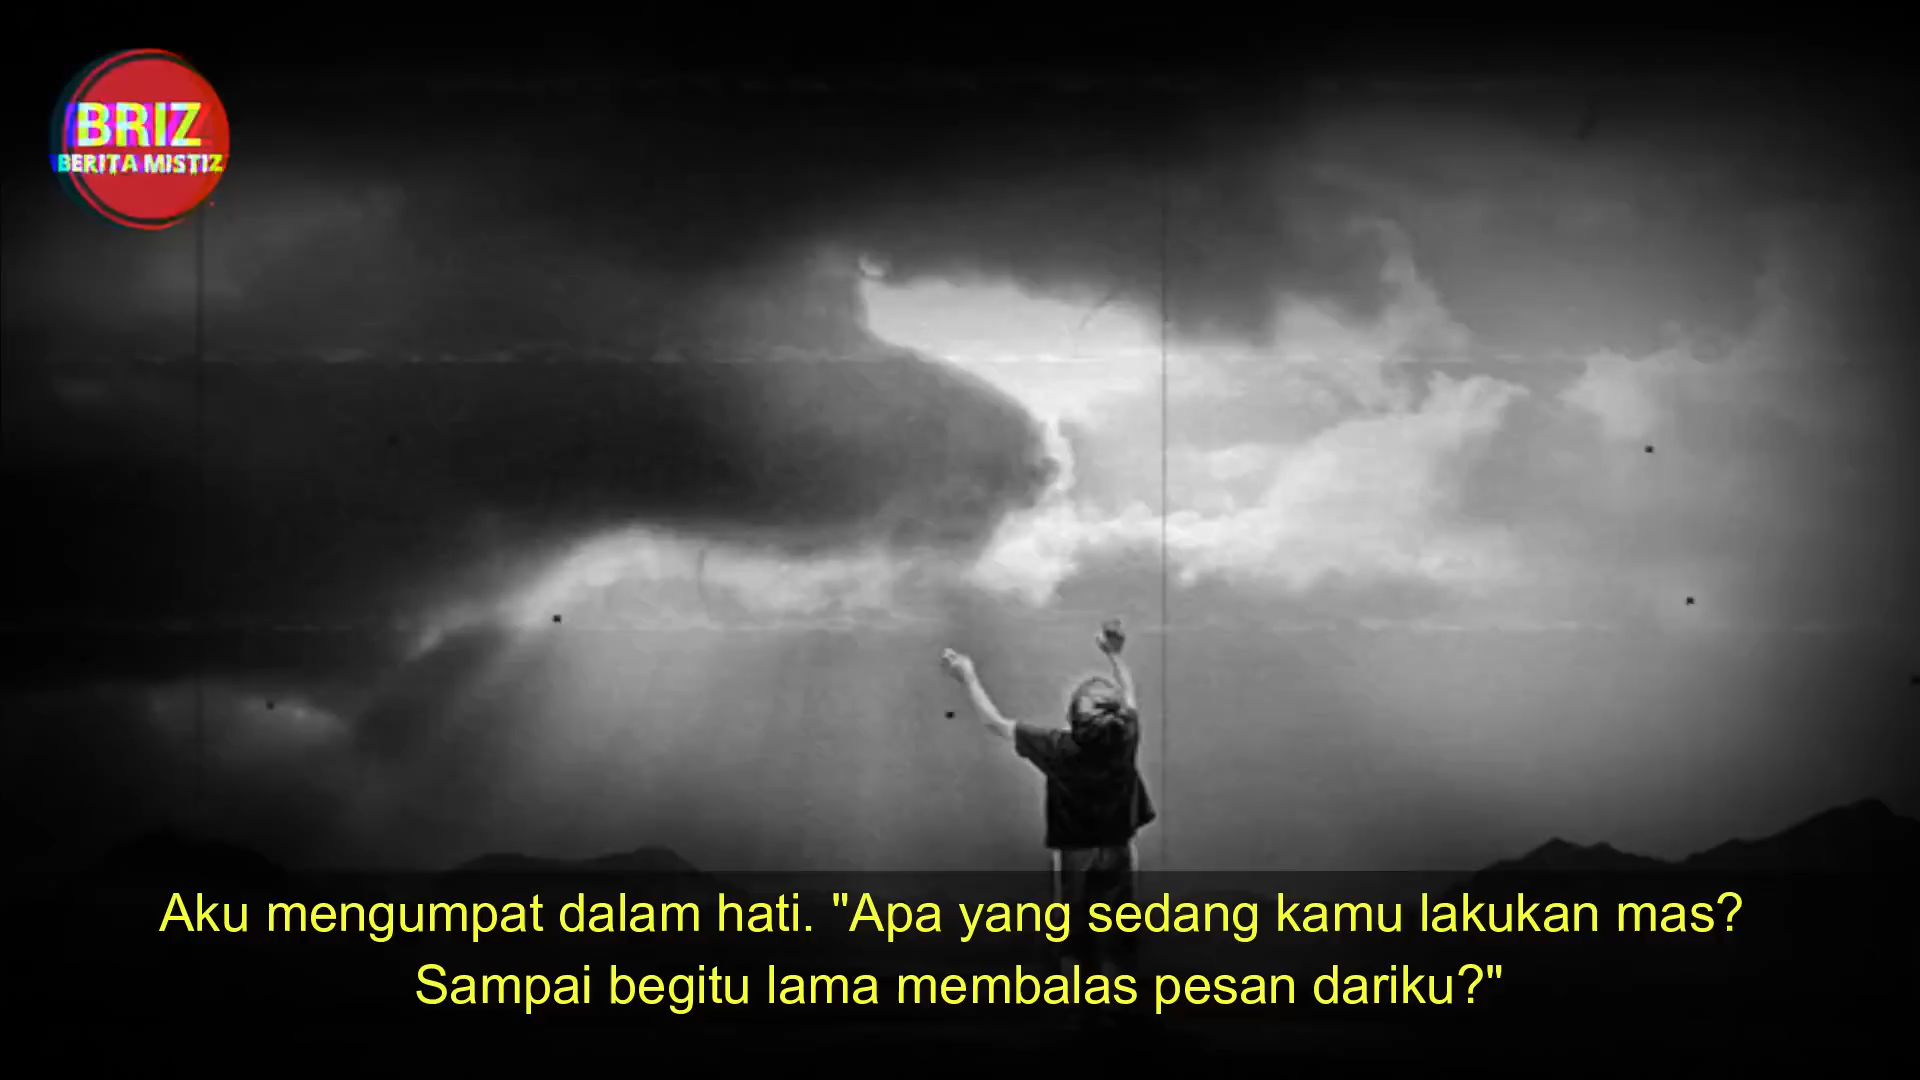 BRIZ
BERITA MISTIZ
Aku mengumpat dalam hati. "Apa yang sedang kamu lakukan mas?
Sampai begitu lama membalas pesan dariku?"